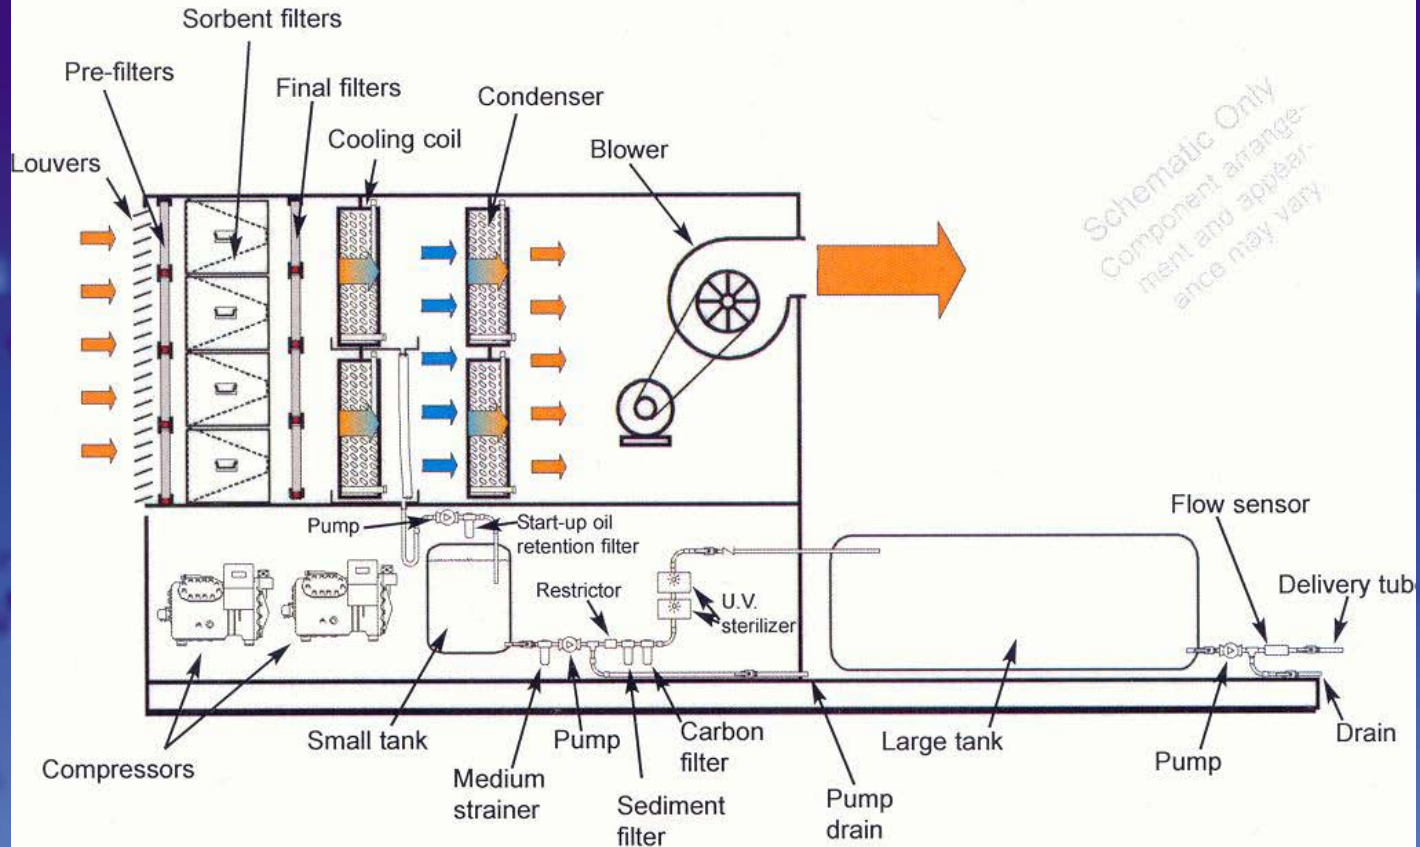 Sorbent filters
Pre-filters
Final filters
Condenser
Cooling coil
Blower
Louvers
Schematic Only
Component arrange-
ment and appear-
ance may vary
Pump
Start-up oil
retention filter
Flow sensor
Restrictor
U.V.
sterilizer
Delivery tube
Small tank
Pump
Carbon
filter
Large tank
Drain
Compressors
Medium
strainer
Sediment
filter
Pump
drain
Pump